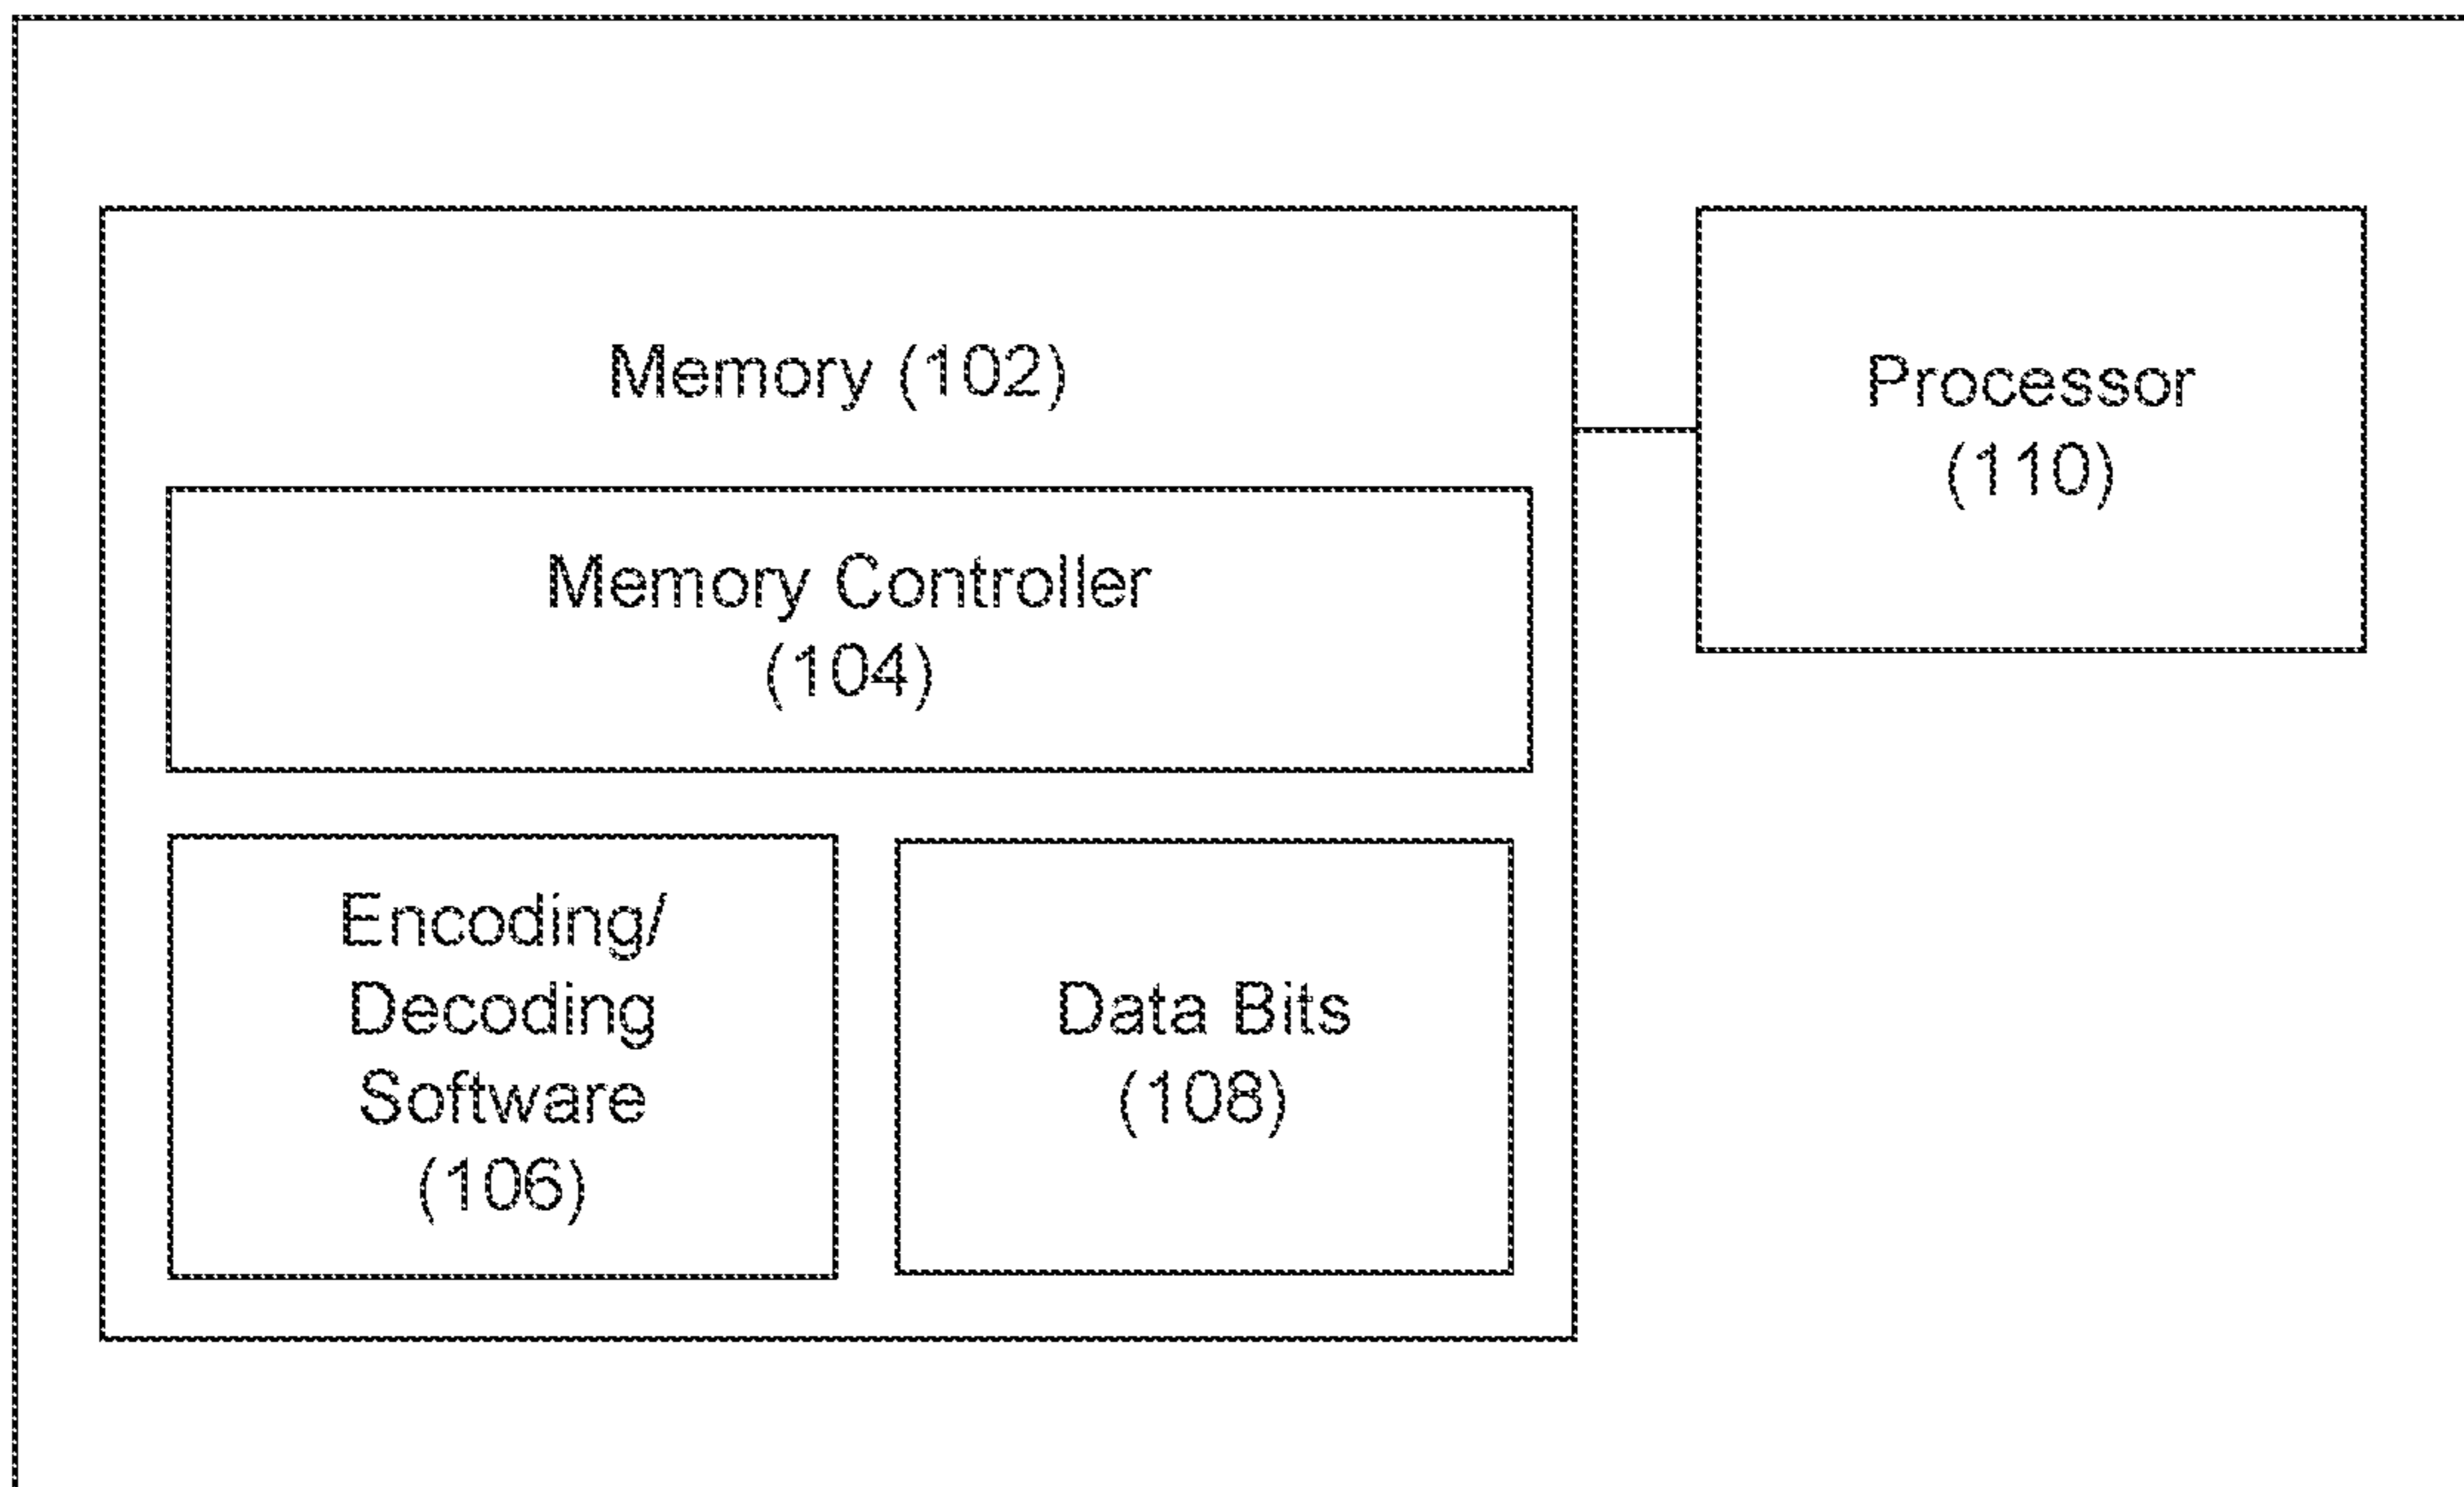 Memory (102)
Processor
(110)
Memory Controller
(104)
Encoding/
Decoding
Software
(106)
Data Bits
(108)